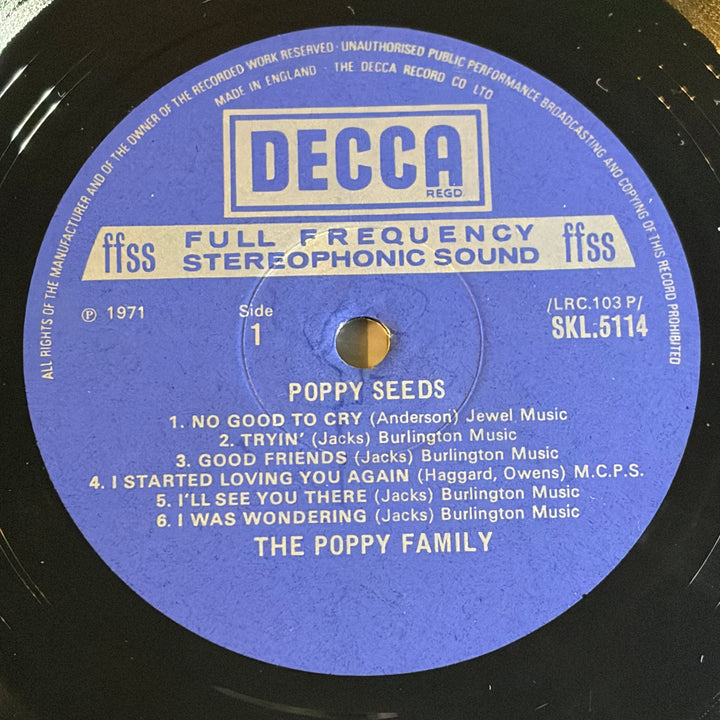 ALL RIGHTS OF THE MANUFACTURER AND OF THE OWNER OF THE RECORDED WORK RESERVED · UNAUTHORISED PUBLIC PERFORMANCE BROADCASTING AND COPYING OF THIS RECORD PROHIBITED
MADE IN ENGLAND · THE DECCA RECORD CO LTD
DECCA
REGD.
ffss FULL FREQUENCY ffss
STEREOPHONIC SOUND
℗ 1971
Side
1
/LRC.103 P/
SKL.5114
POPPY SEEDS
1. NO GOOD TO CRY (Anderson) Jewel Music
2. TRYIN' (Jacks) Burlington Music
3. GOOD FRIENDS (Jacks) Burlington Music
4. I STARTED LOVING YOU AGAIN (Haggard, Owens) M.C.P.S.
5. I'LL SEE YOU THERE (Jacks) Burlington Music
6. I WAS WONDERING (Jacks) Burlington Music
THE POPPY FAMILY